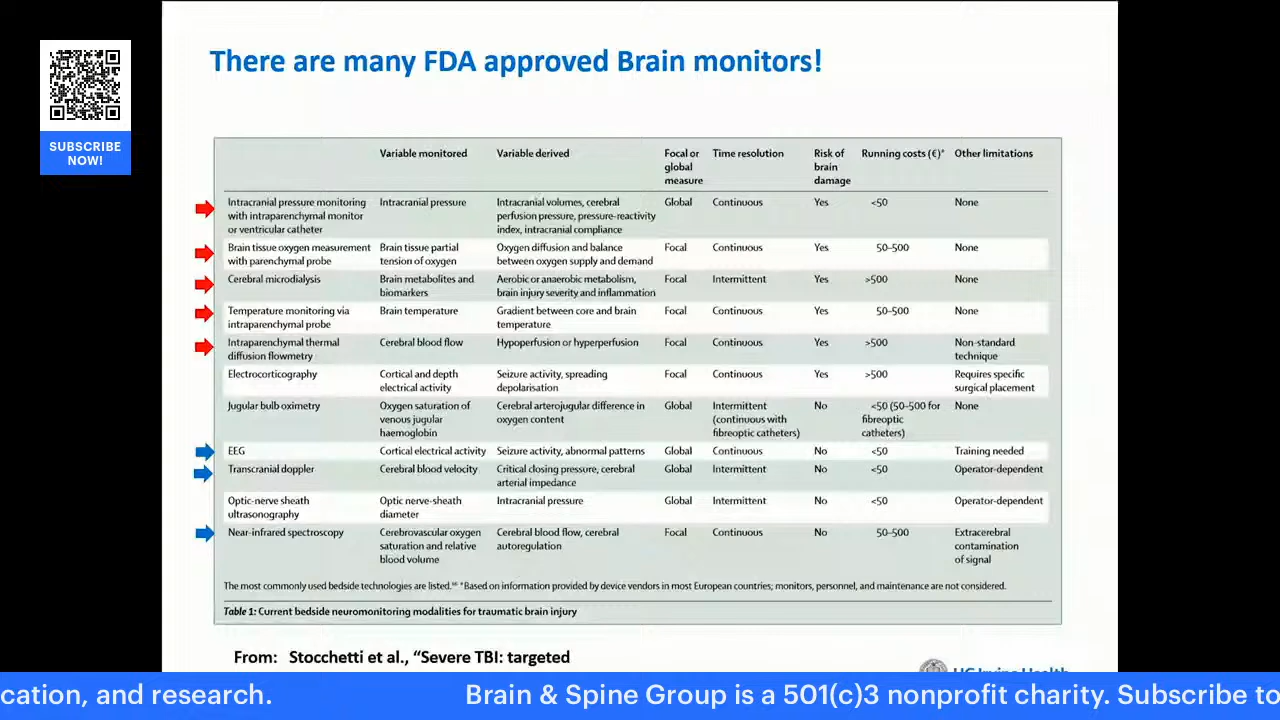 There are many FDA approved Brain monitors!
SUBSCRIBE
NOW!
Variable monitored Variable derived Focal or global measure Time resolution Risk of brain damage Running costs (€)* Other limitations
Intracranial pressure monitoring with intraparenchymal monitor or ventricular catheter Intracranial pressure Intracranial volumes, cerebral perfusion pressure, pressure-reactivity index, intracranial compliance Global Continuous Yes <50 None
Brain tissue oxygen measurement with parenchymal probe Brain tissue partial tension of oxygen Oxygen diffusion and balance between oxygen supply and demand Focal Continuous Yes 50–500 None
Cerebral microdialysis Brain metabolites and biomarkers Aerobic or anaerobic metabolism, brain injury severity and inflammation Focal Intermittent Yes >500 None
Temperature monitoring via intraparenchymal probe Brain temperature Gradient between core and brain temperature Focal Continuous Yes 50–500 None
Intraparenchymal thermal diffusion flowmetry Cerebral blood flow Hypoperfusion or hyperperfusion Focal Continuous Yes >500 Non-standard technique
Electrocorticography Cortical and depth electrical activity Seizure activity, spreading depolarisation Focal Continuous Yes >500 Requires specific surgical placement
Jugular bulb oximetry Oxygen saturation of venous jugular haemoglobin Cerebral arterojugular difference in oxygen content Global Intermittent (continuous with fibreoptic catheters) No <50 (50–500 for fibreoptic catheters) None
EEG Cortical electrical activity Seizure activity, abnormal patterns Global Continuous No <50 Training needed
Transcranial doppler Cerebral blood velocity Critical closing pressure, cerebral arterial impedance Global Intermittent No <50 Operator-dependent
Optic-nerve sheath ultrasonography Optic nerve-sheath diameter Intracranial pressure Global Intermittent No <50 Operator-dependent
Near-infrared spectroscopy Cerebrovascular oxygen saturation and relative blood volume Cerebral blood flow, cerebral autoregulation Focal Continuous No 50–500 Extracerebral contamination of signal
The most commonly used bedside technologies are listed. *Based on information provided by device vendors in most European countries; monitors, personnel, and maintenance are not considered.
Table 1: Current bedside neuromonitoring modalities for traumatic brain injury
From: Stocchetti et al., “Severe TBI: targeted
UC Irvine Health
cation, and research. Brain & Spine Group is a 501(c)3 nonprofit charity. Subscribe to